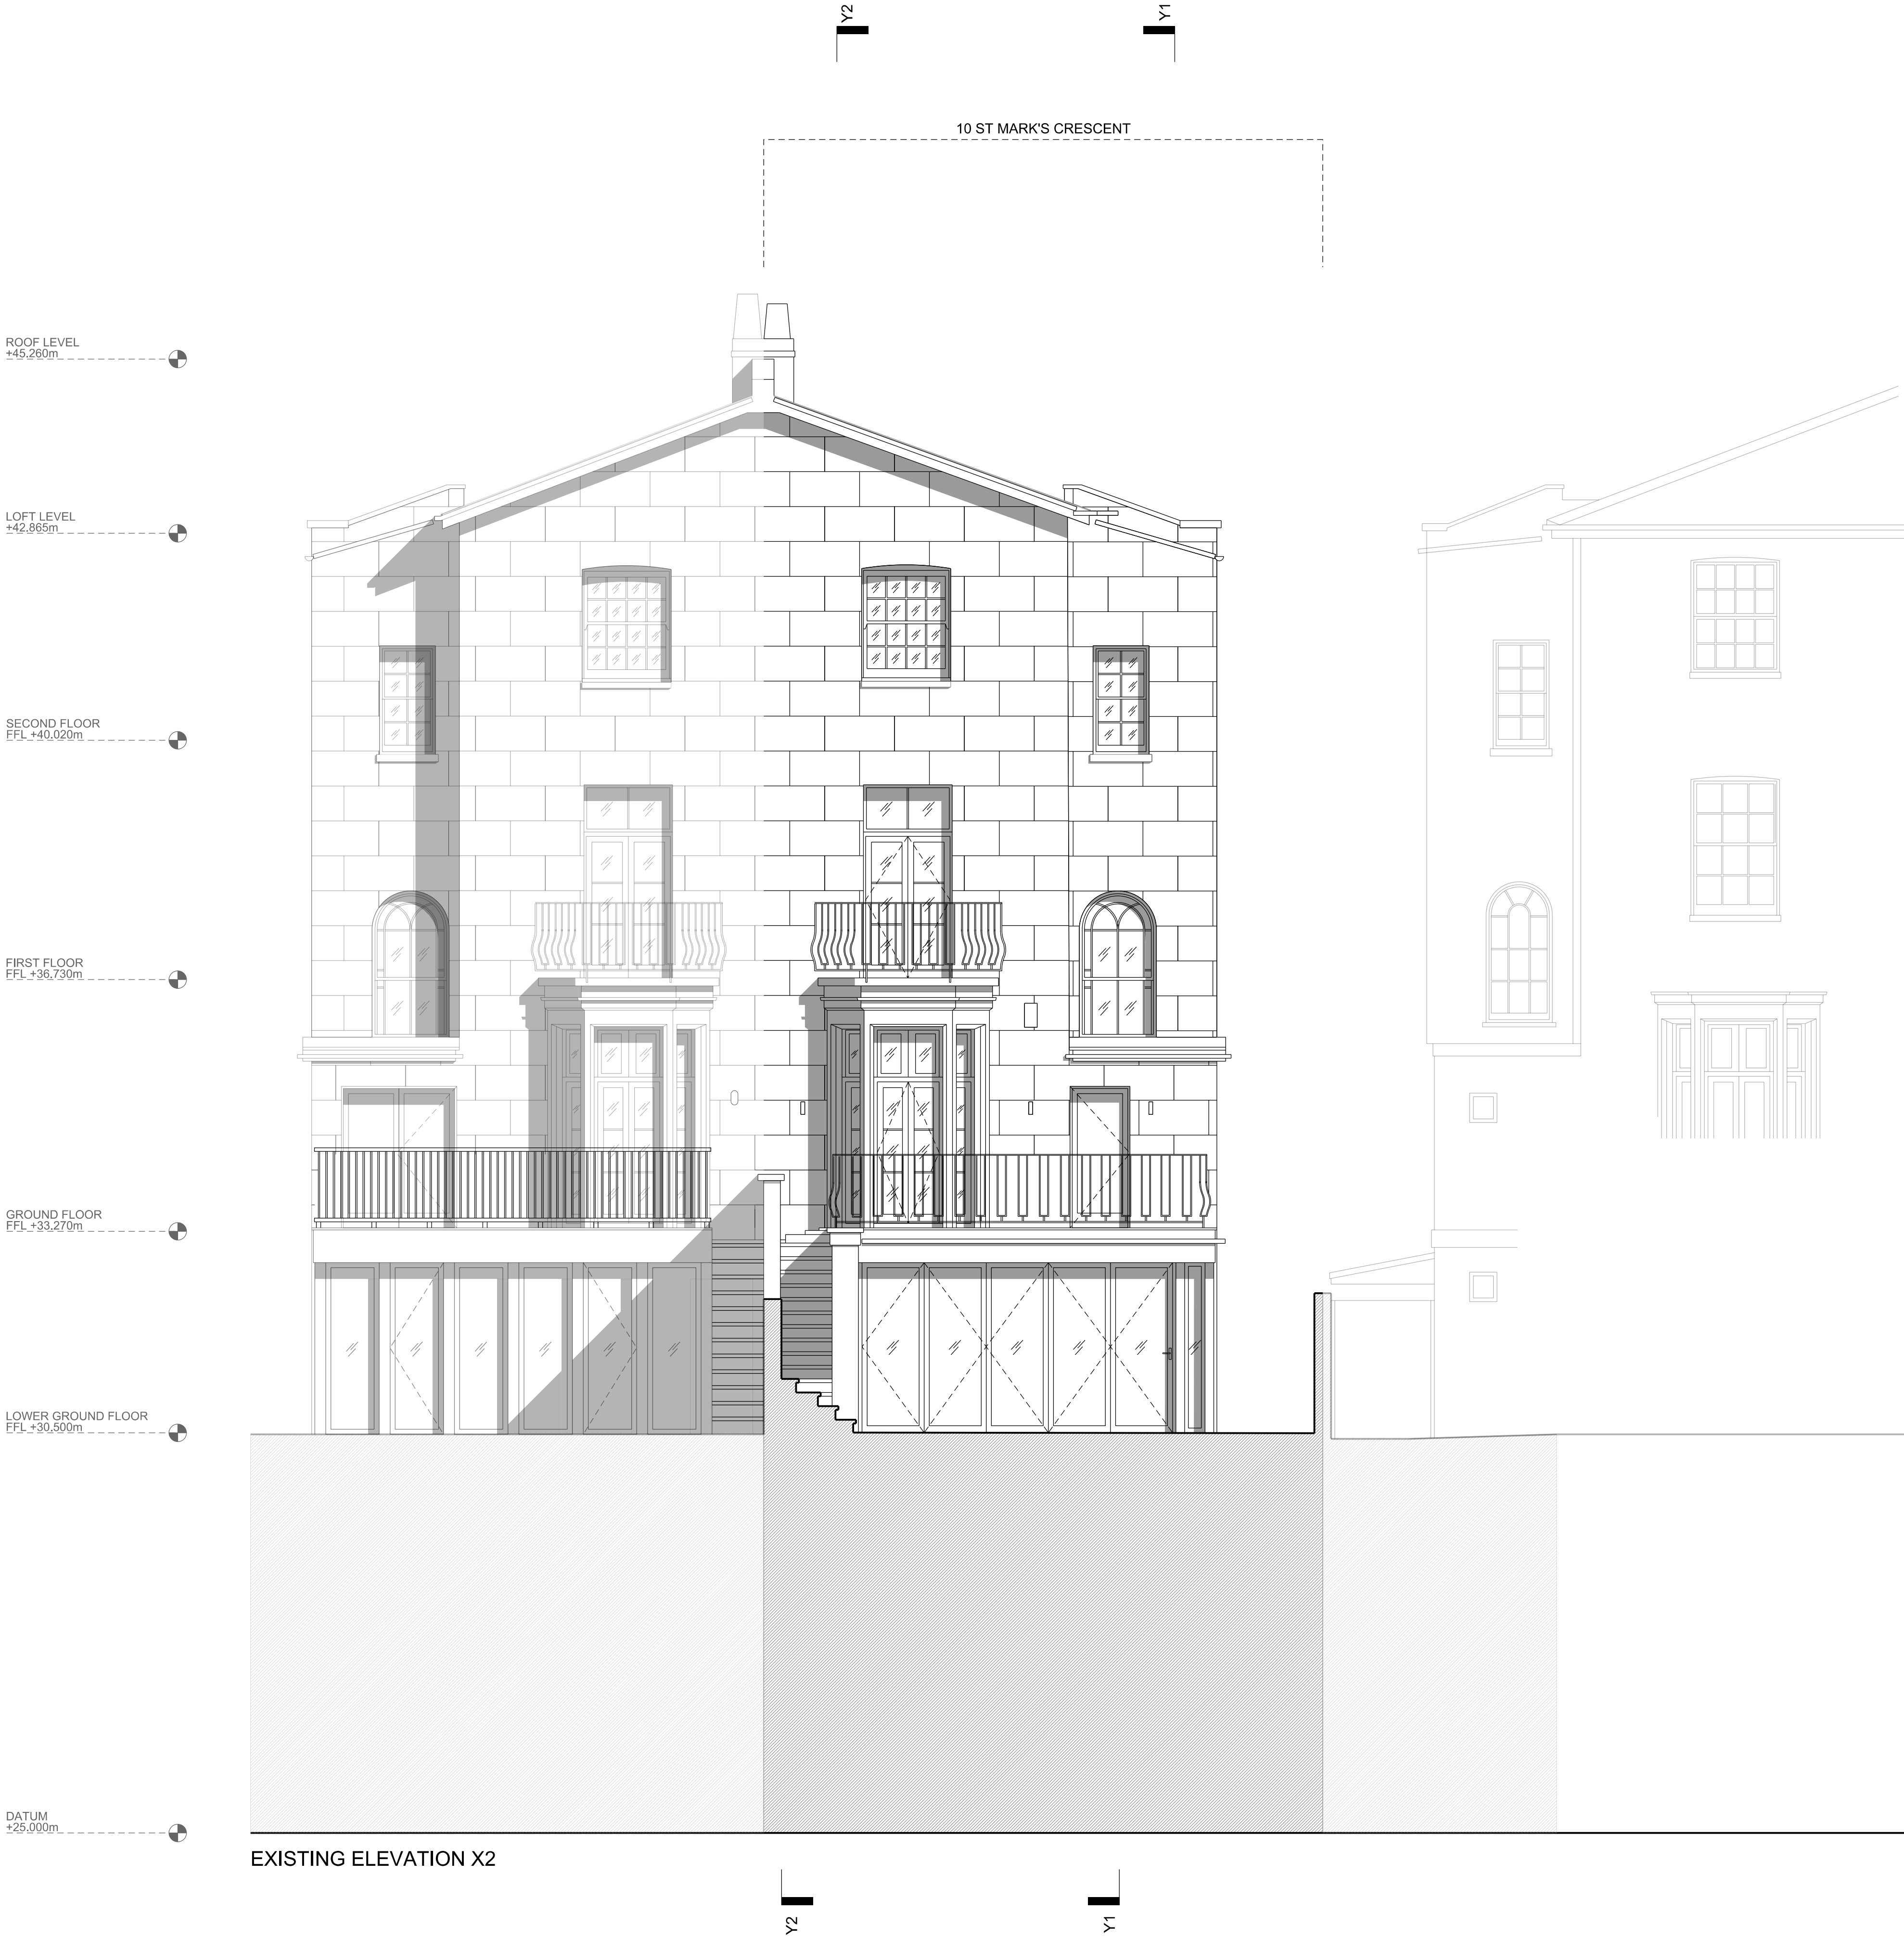 Y2
Y1
10 ST MARK'S CRESCENT
ROOF LEVEL
+45.260m
LOFT LEVEL
+42.865m
SECOND FLOOR
FFL +40.020m
FIRST FLOOR
FFL +36.730m
GROUND FLOOR
FFL +33.270m
LOWER GROUND FLOOR
FFL +30.500m
DATUM
+25.000m
EXISTING ELEVATION X2
Y2
Y1